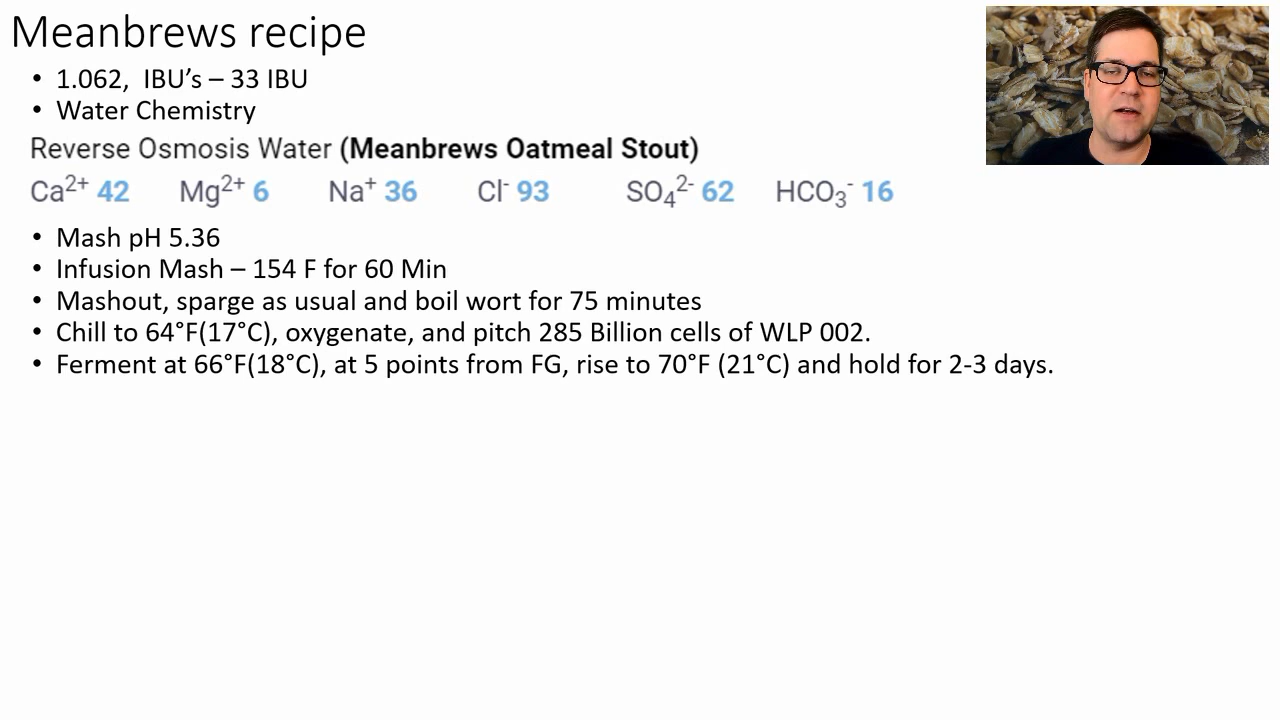 Meanbrews recipe
• 1.062, IBU’s – 33 IBU
• Water Chemistry
Reverse Osmosis Water (Meanbrews Oatmeal Stout)
Ca²⁺ 42 Mg²⁺ 6 Na⁺ 36 Cl⁻ 93 SO₄²⁻ 62 HCO₃⁻ 16
• Mash pH 5.36
• Infusion Mash – 154 F for 60 Min
• Mashout, sparge as usual and boil wort for 75 minutes
• Chill to 64°F(17°C), oxygenate, and pitch 285 Billion cells of WLP 002.
• Ferment at 66°F(18°C), at 5 points from FG, rise to 70°F (21°C) and hold for 2-3 days.